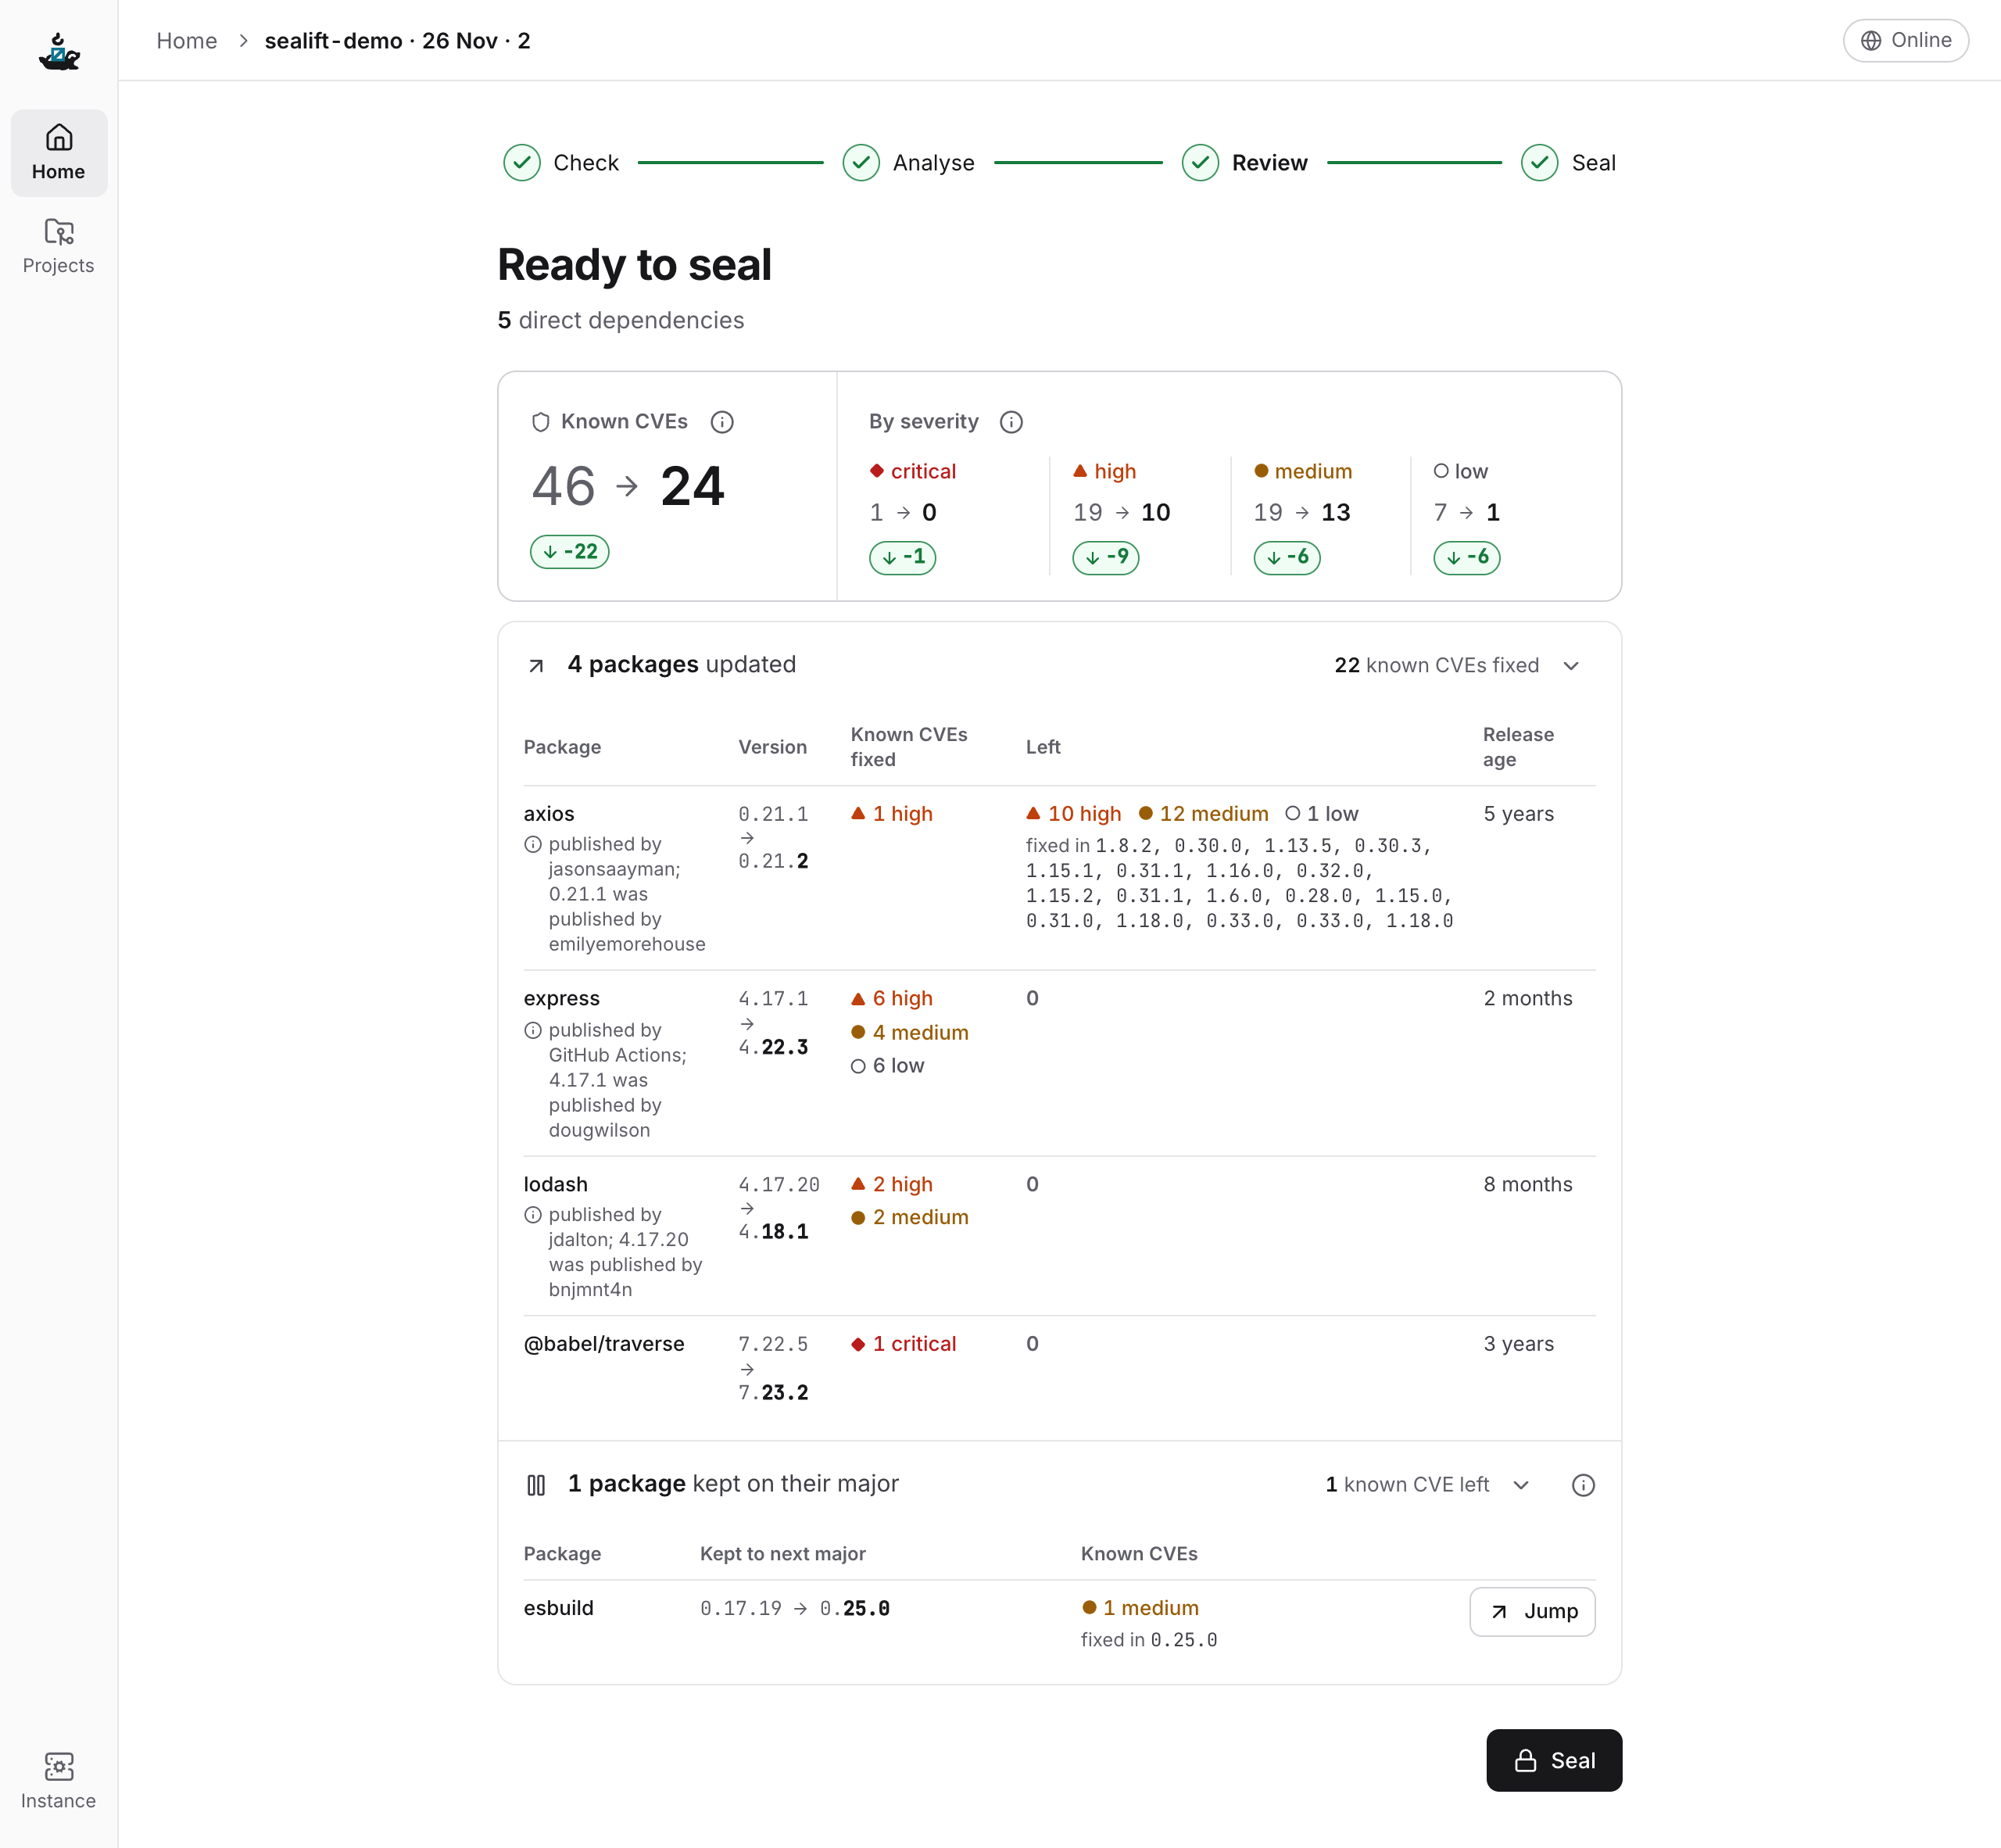 Home > sealift-demo · 26 Nov · 2
Online
Home
Projects
Instance
Check
Analyse
Review
Seal
Ready to seal
5 direct dependencies
Known CVEs
46 → 24
↓ -22
By severity
critical
1 → 0
↓ -1
high
19 → 10
↓ -9
medium
19 → 13
↓ -6
low
7 → 1
↓ -6
4 packages updated
22 known CVEs fixed
Package
Version
Known CVEs
fixed
Left
Release
age
axios
published by
jasonsaayman;
0.21.1 was
published by
emilyemorehouse
0.21.1
→
0.21.2
1 high
10 high 12 medium 1 low
fixed in 1.8.2, 0.30.0, 1.13.5, 0.30.3,
1.15.1, 0.31.1, 1.16.0, 0.32.0,
1.15.2, 0.31.1, 1.6.0, 0.28.0, 1.15.0,
0.31.0, 1.18.0, 0.33.0, 0.33.0, 1.18.0
5 years
express
published by
GitHub Actions;
4.17.1 was
published by
dougwilson
4.17.1
→
4.22.3
6 high
4 medium
6 low
0
2 months
lodash
published by
jdalton; 4.17.20
was published by
bnjmnt4n
4.17.20
→
4.18.1
2 high
2 medium
0
8 months
@babel/traverse
7.22.5
→
7.23.2
1 critical
0
3 years
1 package kept on their major
1 known CVE left
Package
Kept to next major
Known CVEs
esbuild
0.17.19 → 0.25.0
1 medium
fixed in 0.25.0
Jump
Seal